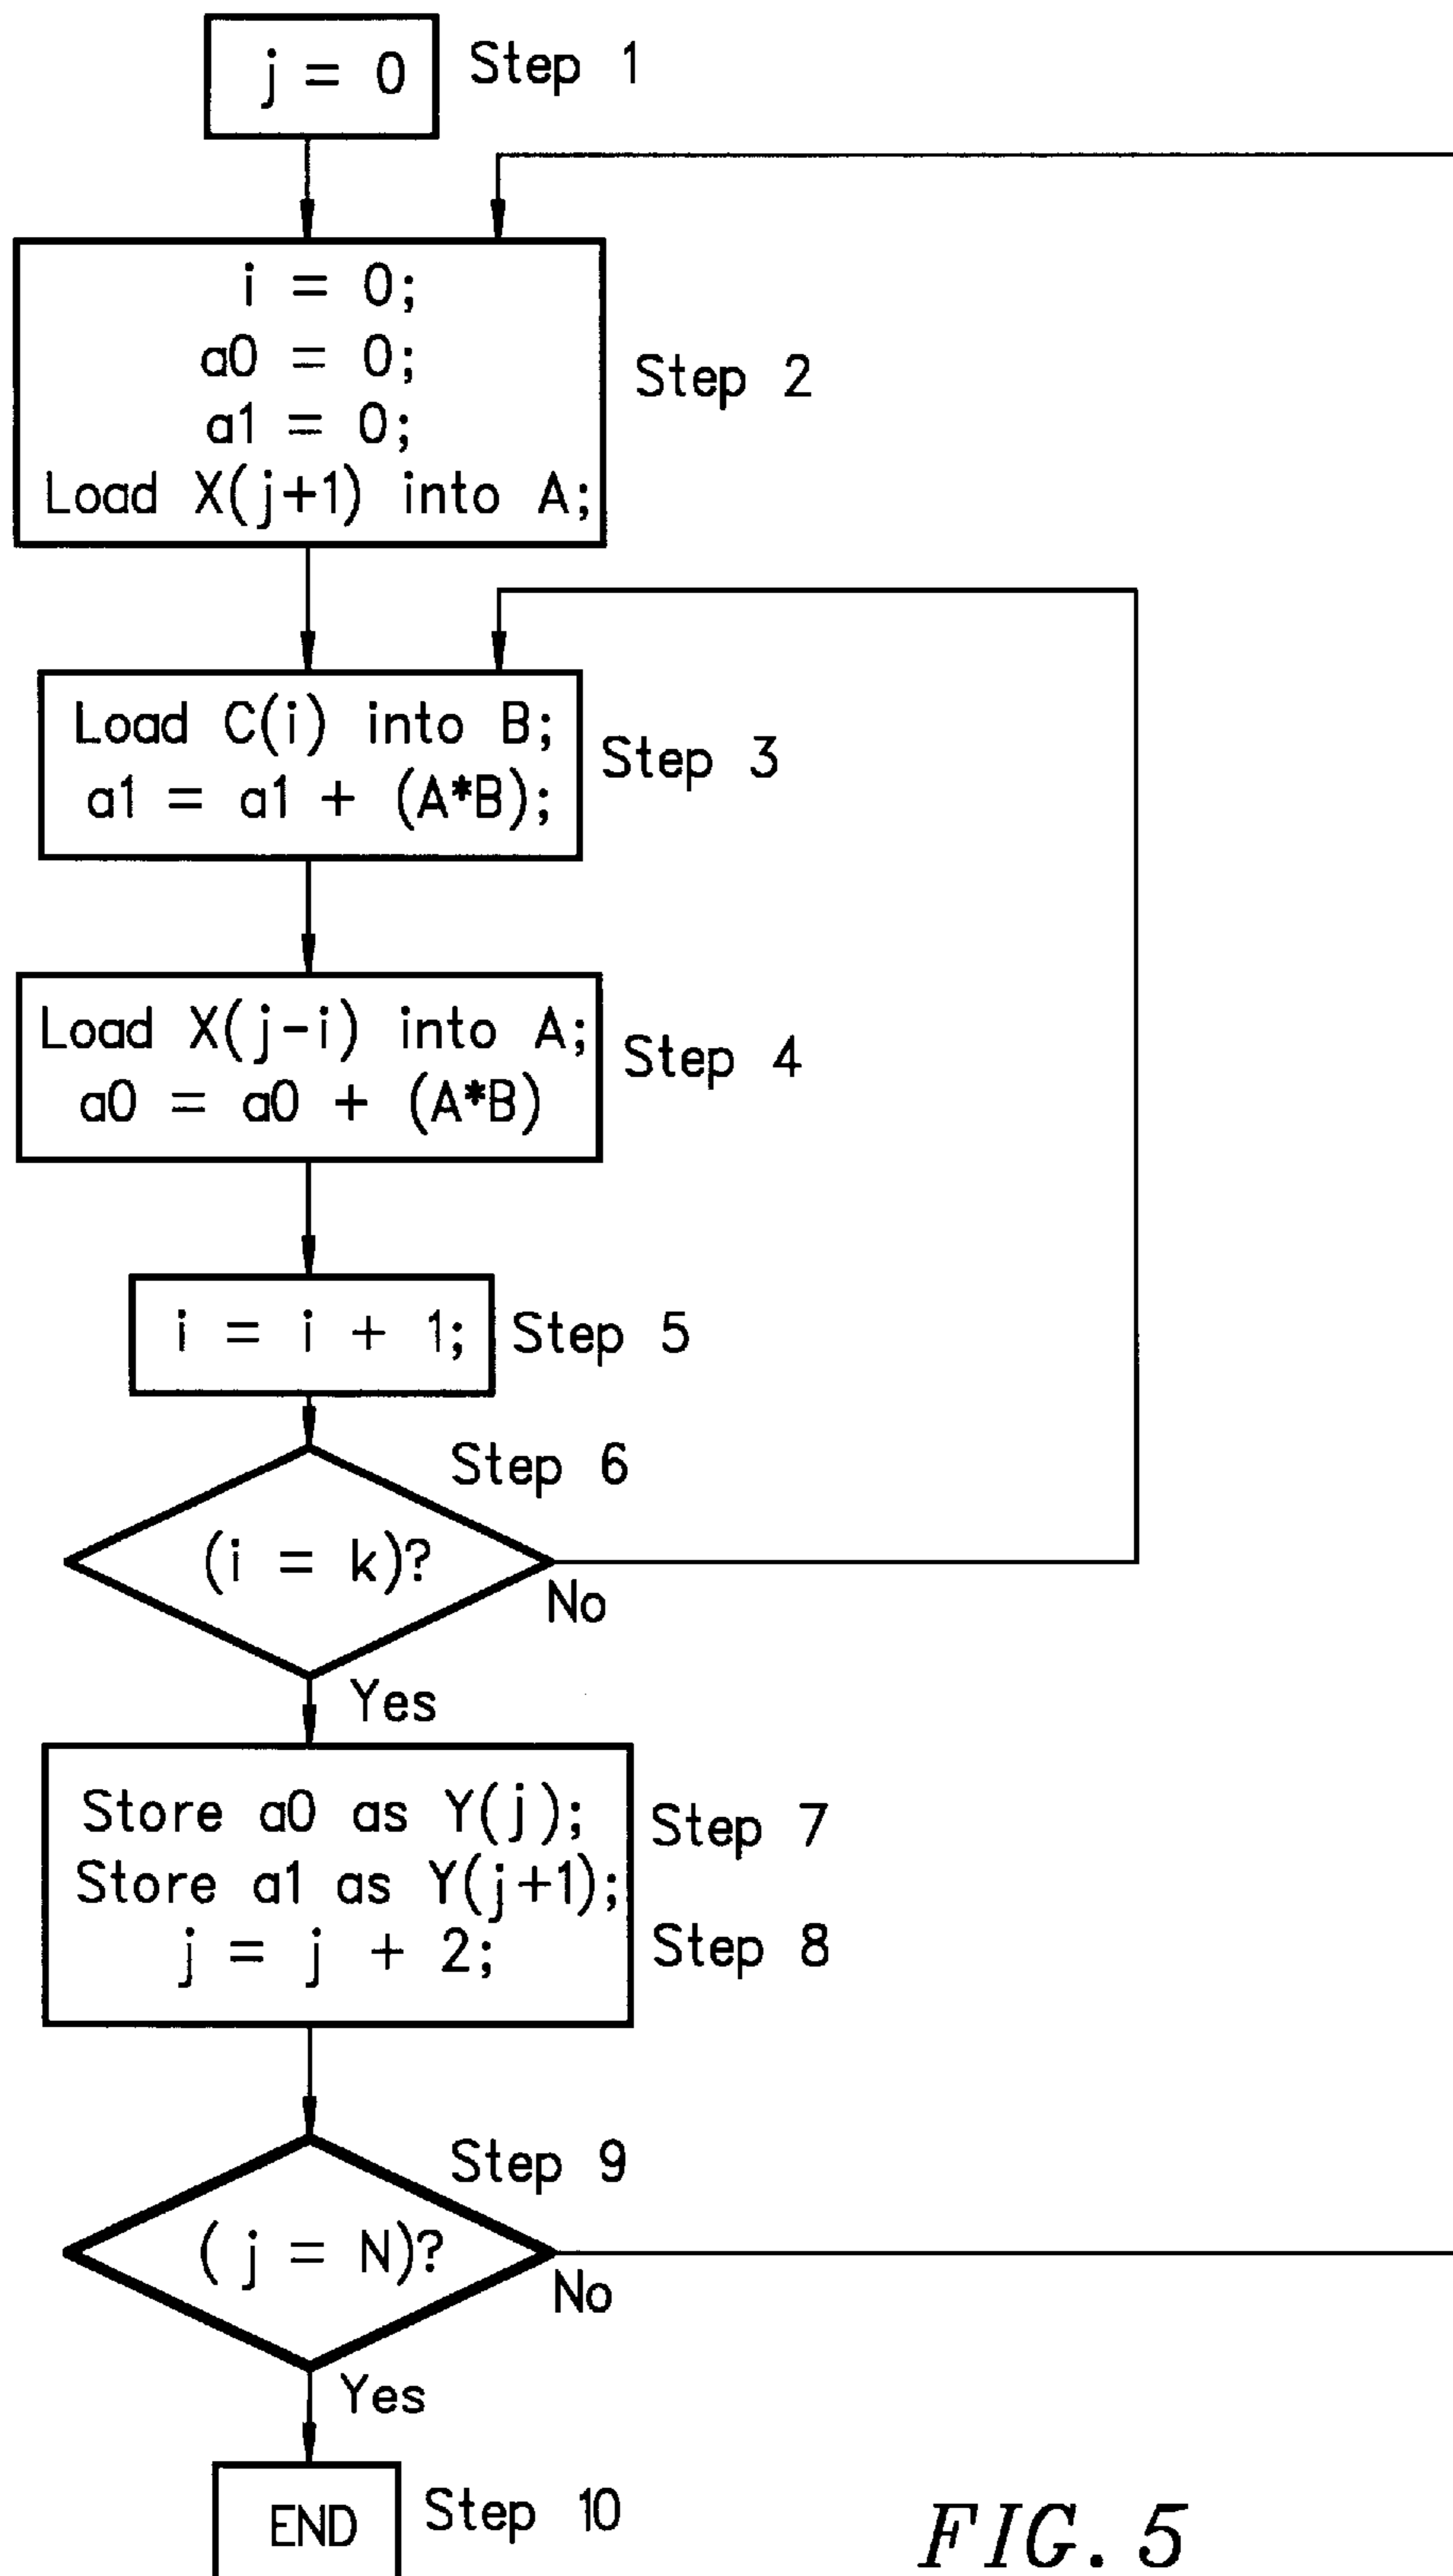 j = 0
Step 1
i = 0;
a0 = 0;
a1 = 0;
Load X(j+1) into A;
Step 2
Load C(i) into B;
a1 = a1 + (A*B);
Step 3
Load X(j-i) into A;
a0 = a0 + (A*B)
Step 4
i = i + 1;
Step 5
Step 6
(i = k)?
No
Yes
Store a0 as Y(j);
Step 7
Store a1 as Y(j+1);
j = j + 2;
Step 8
Step 9
( j = N)?
No
Yes
END
Step 10
FIG. 5